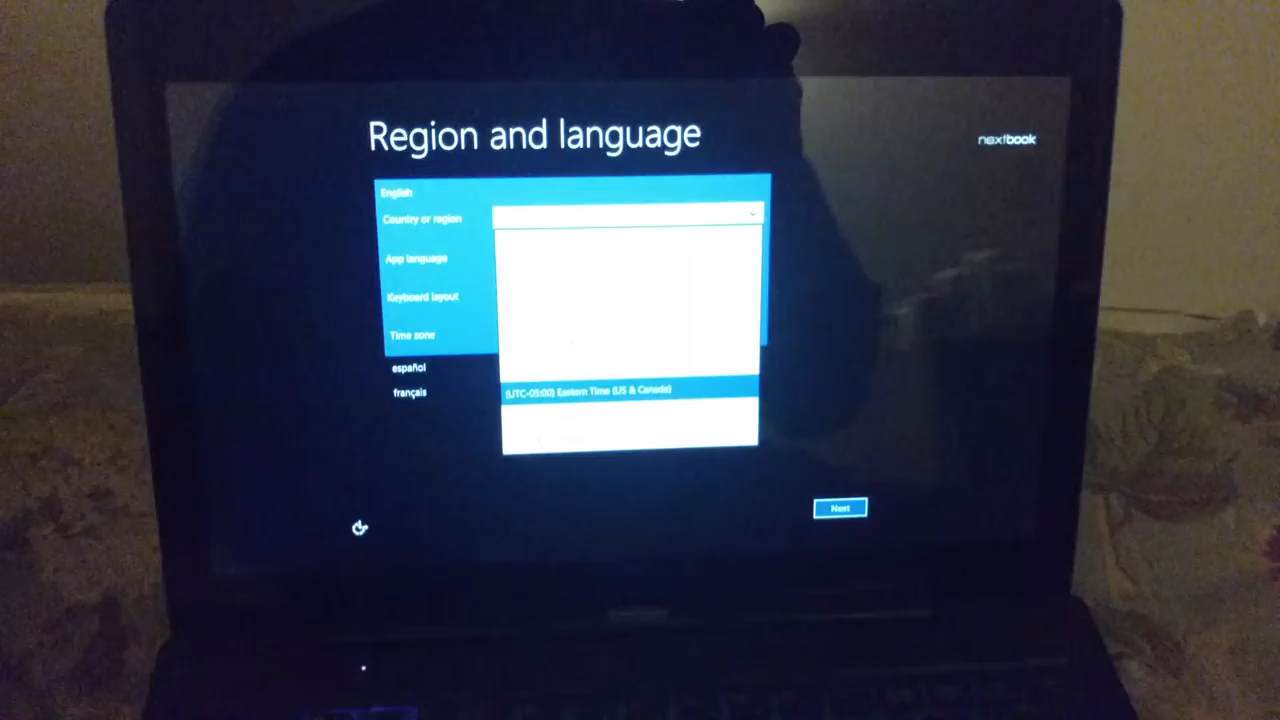 Region and language
nextbook
English
Country or region
App language
Keyboard layout
Time zone
español
français
(UTC-05:00) Eastern Time (US & Canada)
Next